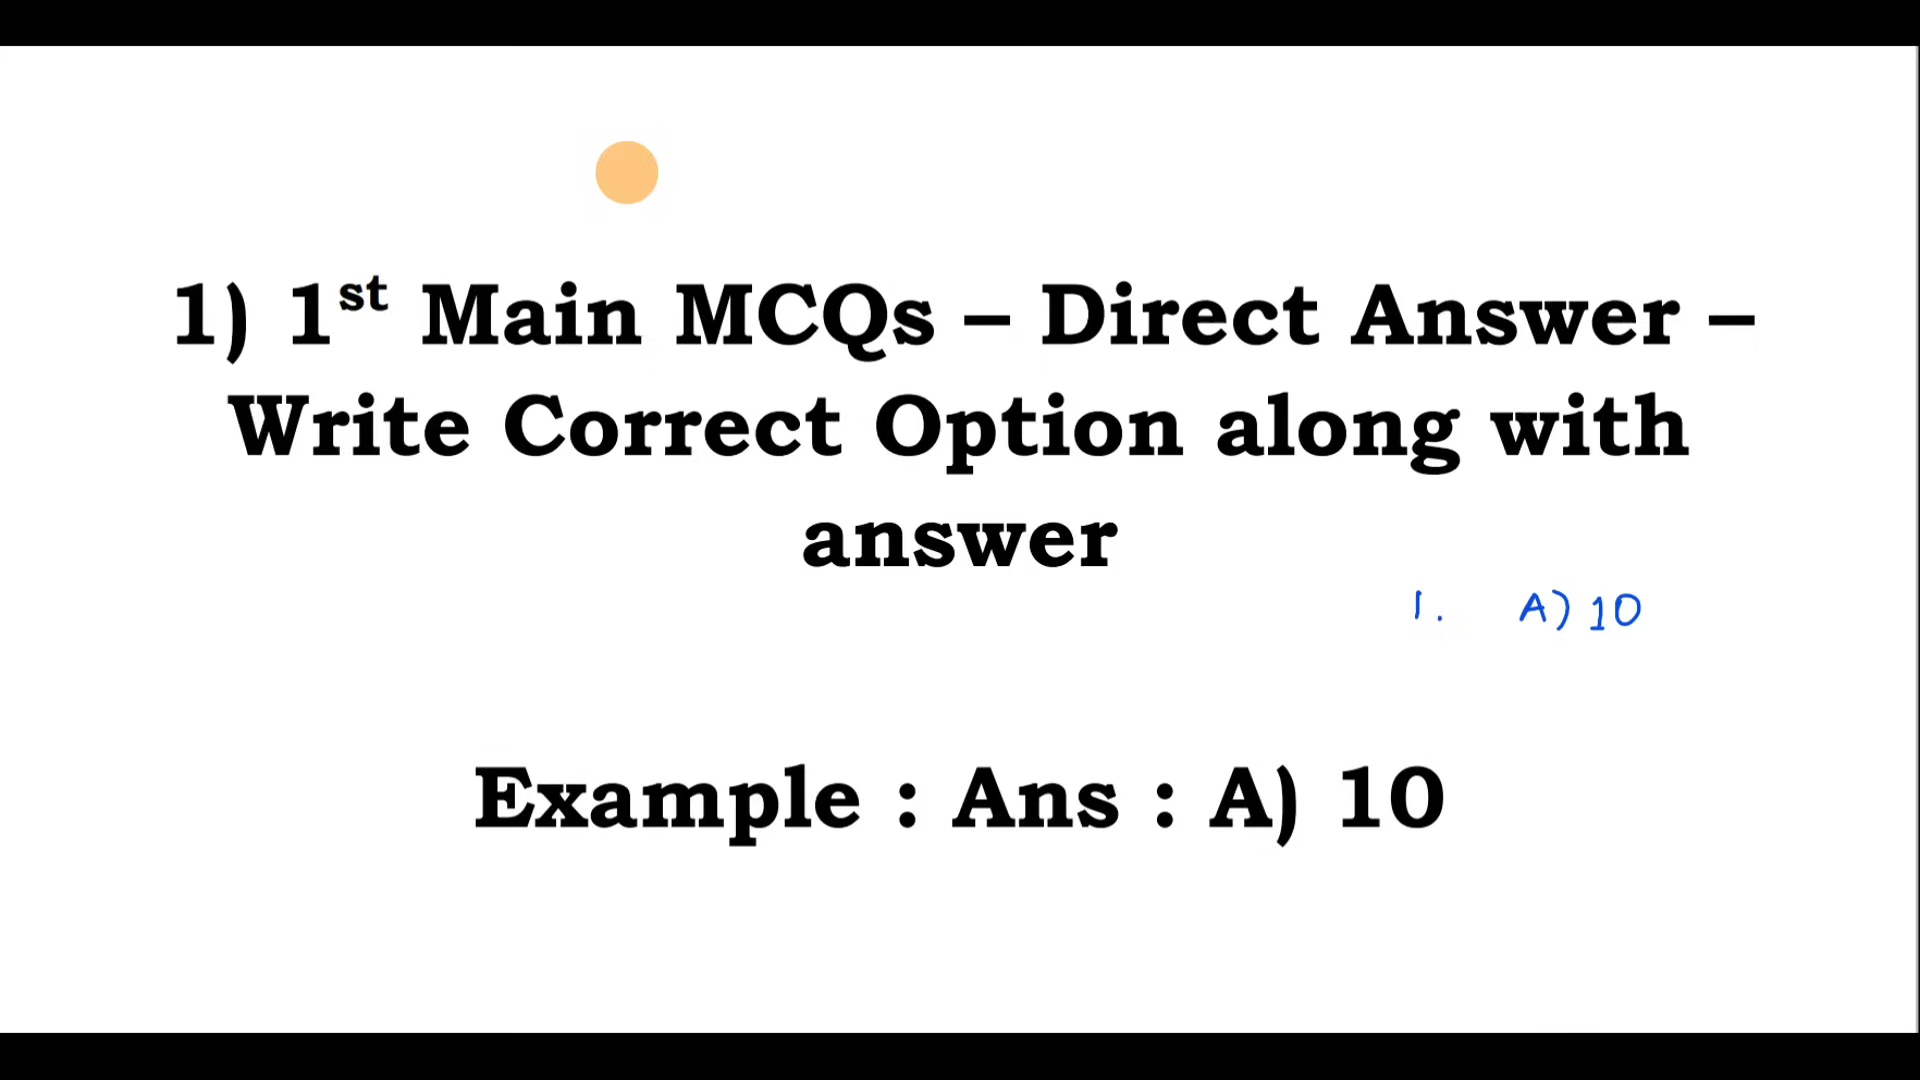 1) 1st Main MCQs – Direct Answer –
Write Correct Option along with
answer
1. A) 10
Example : Ans : A) 10